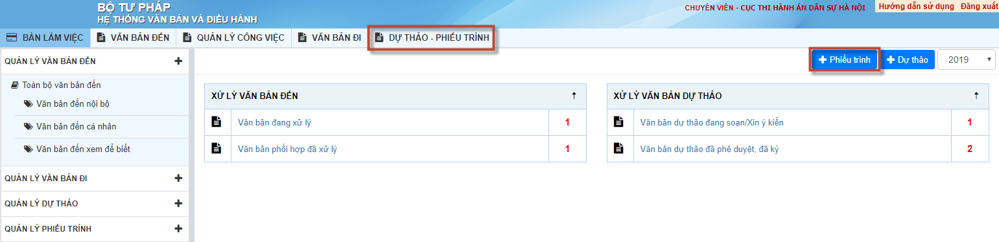 BỘ TƯ PHÁP
HỆ THỐNG VĂN BẢN VÀ ĐIỀU HÀNH
CHUYÊN VIÊN - CỤC THI HÀNH ÁN DÂN SỰ HÀ NỘI
Hướng dẫn sử dụng Đăng xuất
BÀN LÀM VIỆC VĂN BẢN ĐẾN QUẢN LÝ CÔNG VIỆC VĂN BẢN ĐI DỰ THẢO - PHIẾU TRÌNH
Phiếu trình Dự thảo 2019
QUẢN LÝ VĂN BẢN ĐẾN
Toàn bộ văn bản đến
Văn bản đến nội bộ
Văn bản đến cá nhân
Văn bản đến xem để biết
QUẢN LÝ VĂN BẢN ĐI
QUẢN LÝ DỰ THẢO
QUẢN LÝ PHIẾU TRÌNH
XỬ LÝ VĂN BẢN ĐẾN
Văn bản đang xử lý 1
Văn bản phối hợp đã xử lý 1
XỬ LÝ VĂN BẢN DỰ THẢO
Văn bản dự thảo đang soạn/Xin ý kiến 1
Văn bản dự thảo đã phê duyệt, đã ký 2